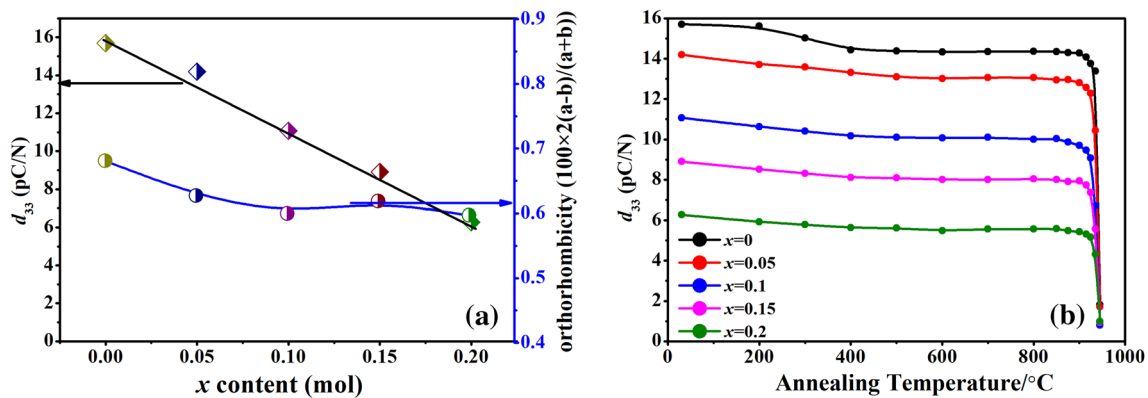 16
14
12
10
8
6
4
2
0
d33 (pC/N)
0.00 0.05 0.10 0.15 0.20
x content (mol)
0.9
0.8
0.7
0.6
0.5
0.4
orthorhombicity (100×2(a-b)/(a+b))
(a)
16
14
12
10
8
6
4
2
0
d33 (pC/N)
x=0
x=0.05
x=0.1
x=0.15
x=0.2
(b)
0 200 400 600 800 1000
Annealing Temperature/°C